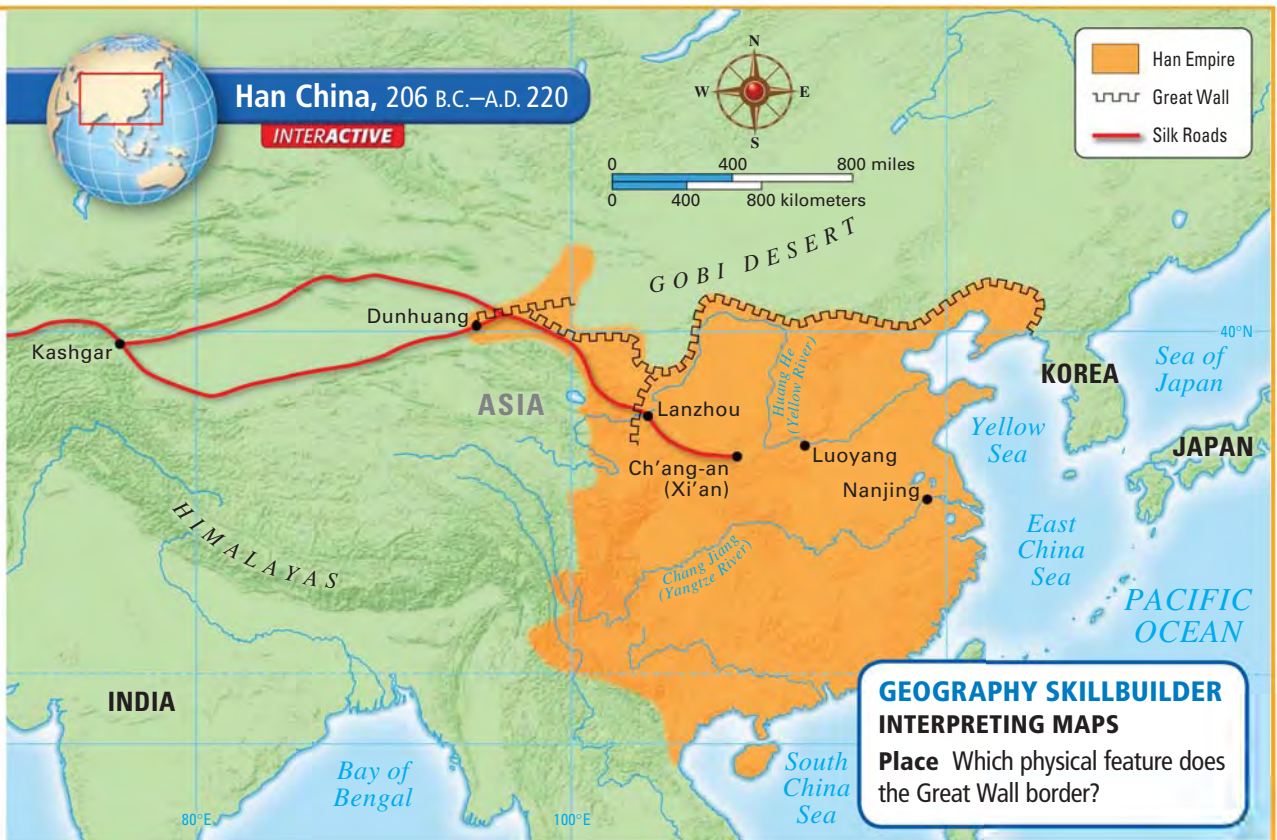 Han China, 206 B.C.–A.D. 220
INTERACTIVE
N
W
E
S
0 400 800 miles
0 400 800 kilometers
Han Empire
Great Wall
Silk Roads
GOBI DESERT
Dunhuang
Kashgar
40°N
Sea of
Japan
KOREA
ASIA
Huang He
(Yellow River)
Lanzhou
Yellow
Sea
JAPAN
Luoyang
Ch'ang-an
(Xi'an)
Nanjing
HIMALAYAS
East
China
Sea
Chang Jiang
(Yangtze River)
PACIFIC
OCEAN
INDIA
Bay of
Bengal
South
China
Sea
80°E
100°E
GEOGRAPHY SKILLBUILDER
INTERPRETING MAPS
Place Which physical feature does
the Great Wall border?